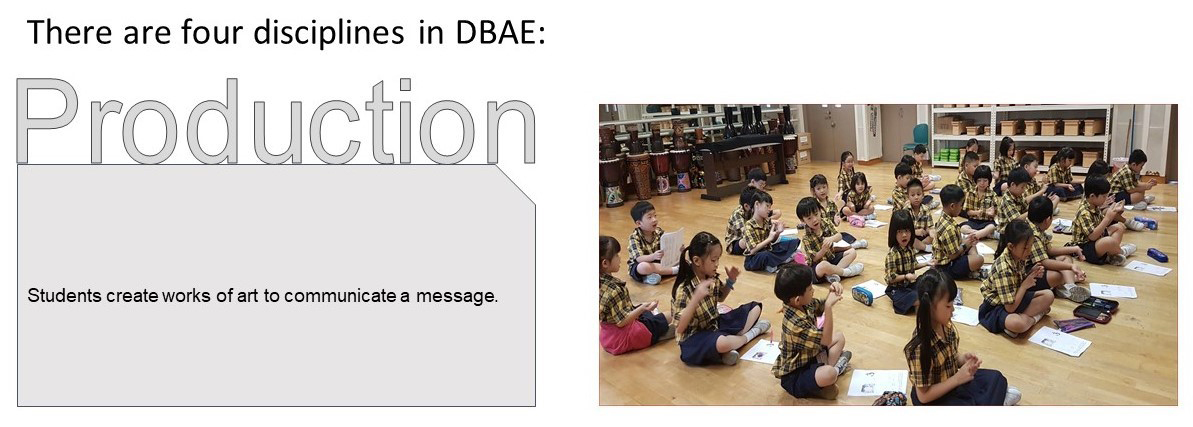 There are four disciplines in DBAE:
Production
Students create works of art to communicate a message.